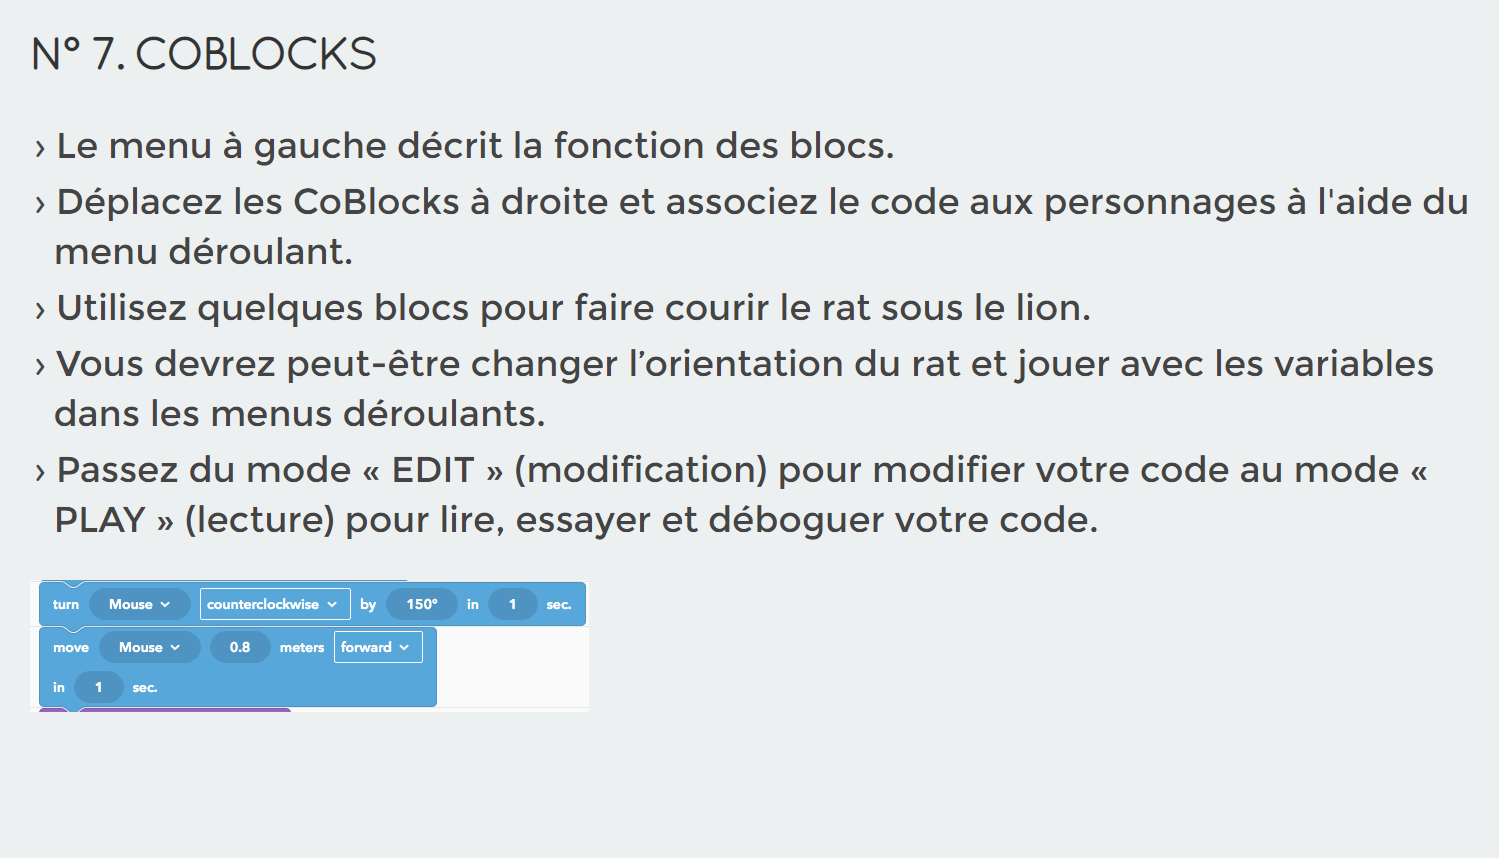 N° 7. COBLOCKS
› Le menu à gauche décrit la fonction des blocs.
› Déplacez les CoBlocks à droite et associez le code aux personnages à l'aide du
menu déroulant.
› Utilisez quelques blocs pour faire courir le rat sous le lion.
› Vous devrez peut-être changer l’orientation du rat et jouer avec les variables
dans les menus déroulants.
› Passez du mode « EDIT » (modification) pour modifier votre code au mode «
PLAY » (lecture) pour lire, essayer et déboguer votre code.
turn Mouse counterclockwise by 150° in 1 sec.
move Mouse 0.8 meters forward
in 1 sec.